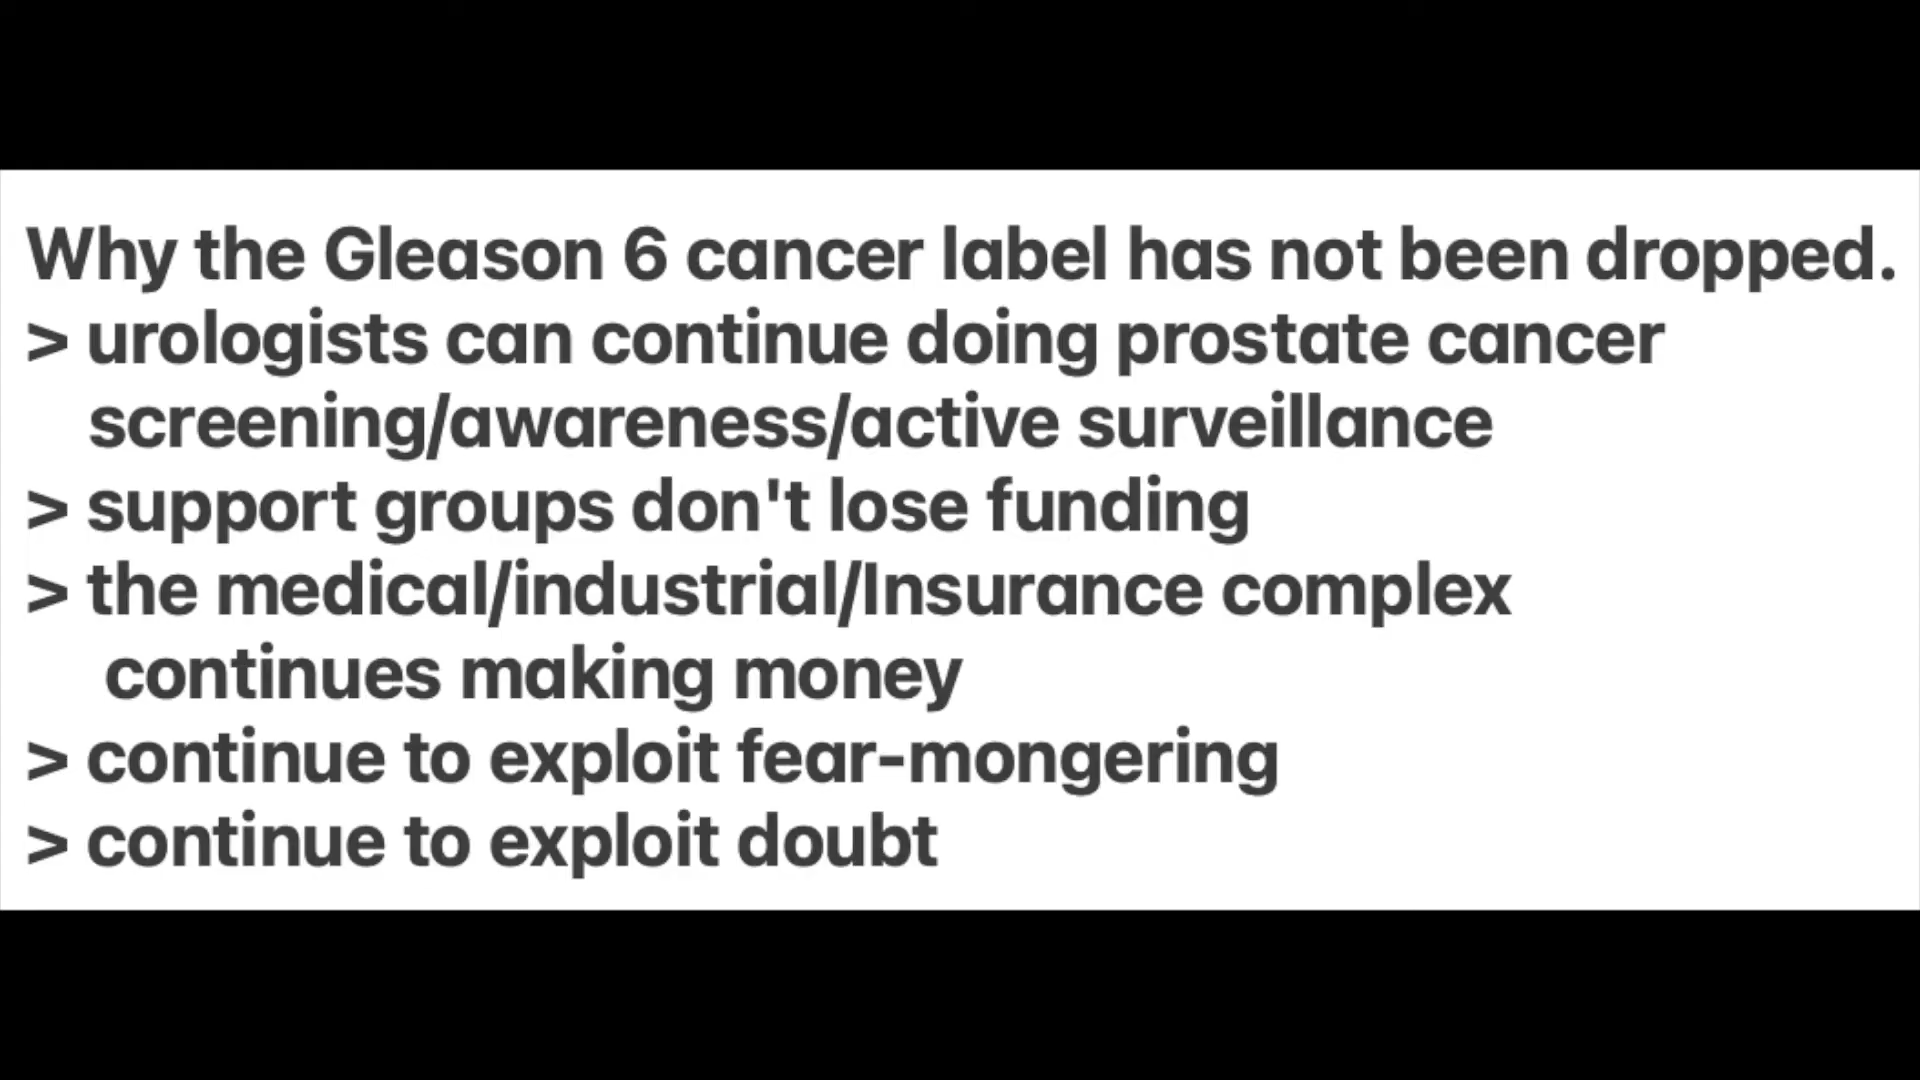 Why the Gleason 6 cancer label has not been dropped.
> urologists can continue doing prostate cancer
screening/awareness/active surveillance
> support groups don't lose funding
> the medical/industrial/Insurance complex
continues making money
> continue to exploit fear-mongering
> continue to exploit doubt